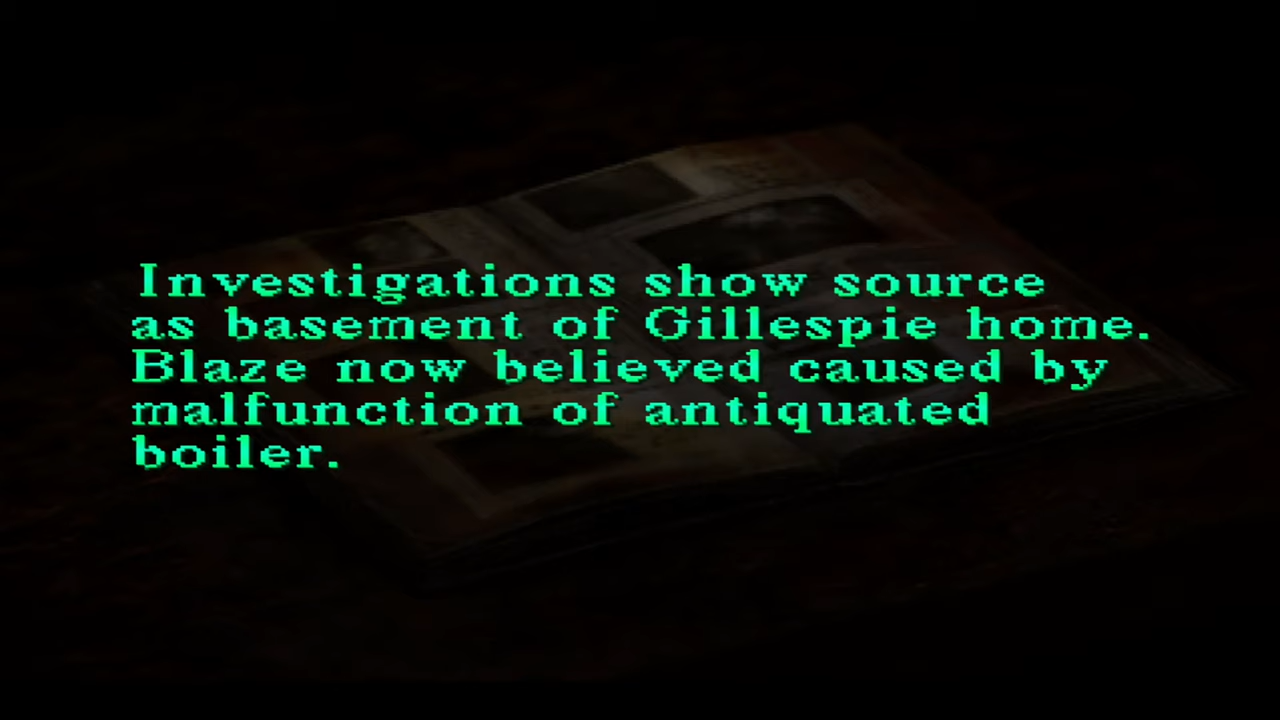 Investigations show source
as basement of Gillespie home.
Blaze now believed caused by
malfunction of antiquated
boiler.